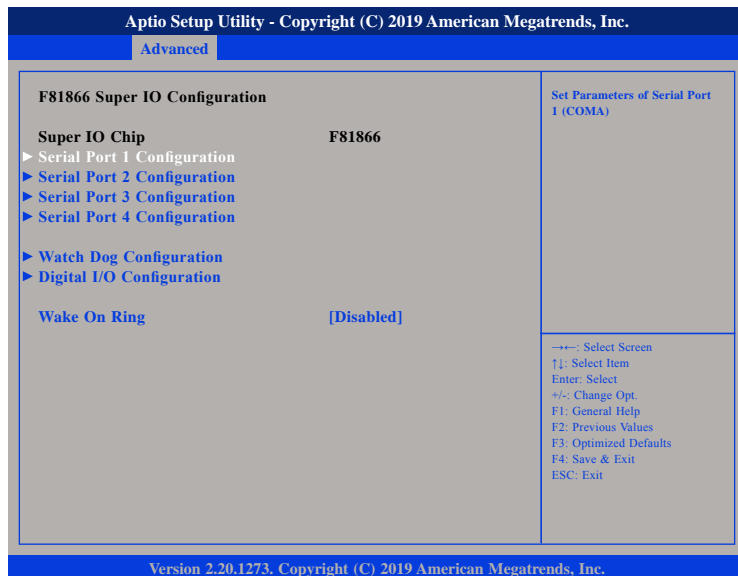 Aptio Setup Utility - Copyright (C) 2019 American Megatrends, Inc.
Advanced
F81866 Super IO Configuration
Super IO Chip F81866
► Serial Port 1 Configuration
► Serial Port 2 Configuration
► Serial Port 3 Configuration
► Serial Port 4 Configuration
► Watch Dog Configuration
► Digital I/O Configuration
Wake On Ring [Disabled]
Set Parameters of Serial Port
1 (COMA)
→←: Select Screen
↑↓: Select Item
Enter: Select
+/-: Change Opt.
F1: General Help
F2: Previous Values
F3: Optimized Defaults
F4: Save & Exit
ESC: Exit
Version 2.20.1273. Copyright (C) 2019 American Megatrends, Inc.